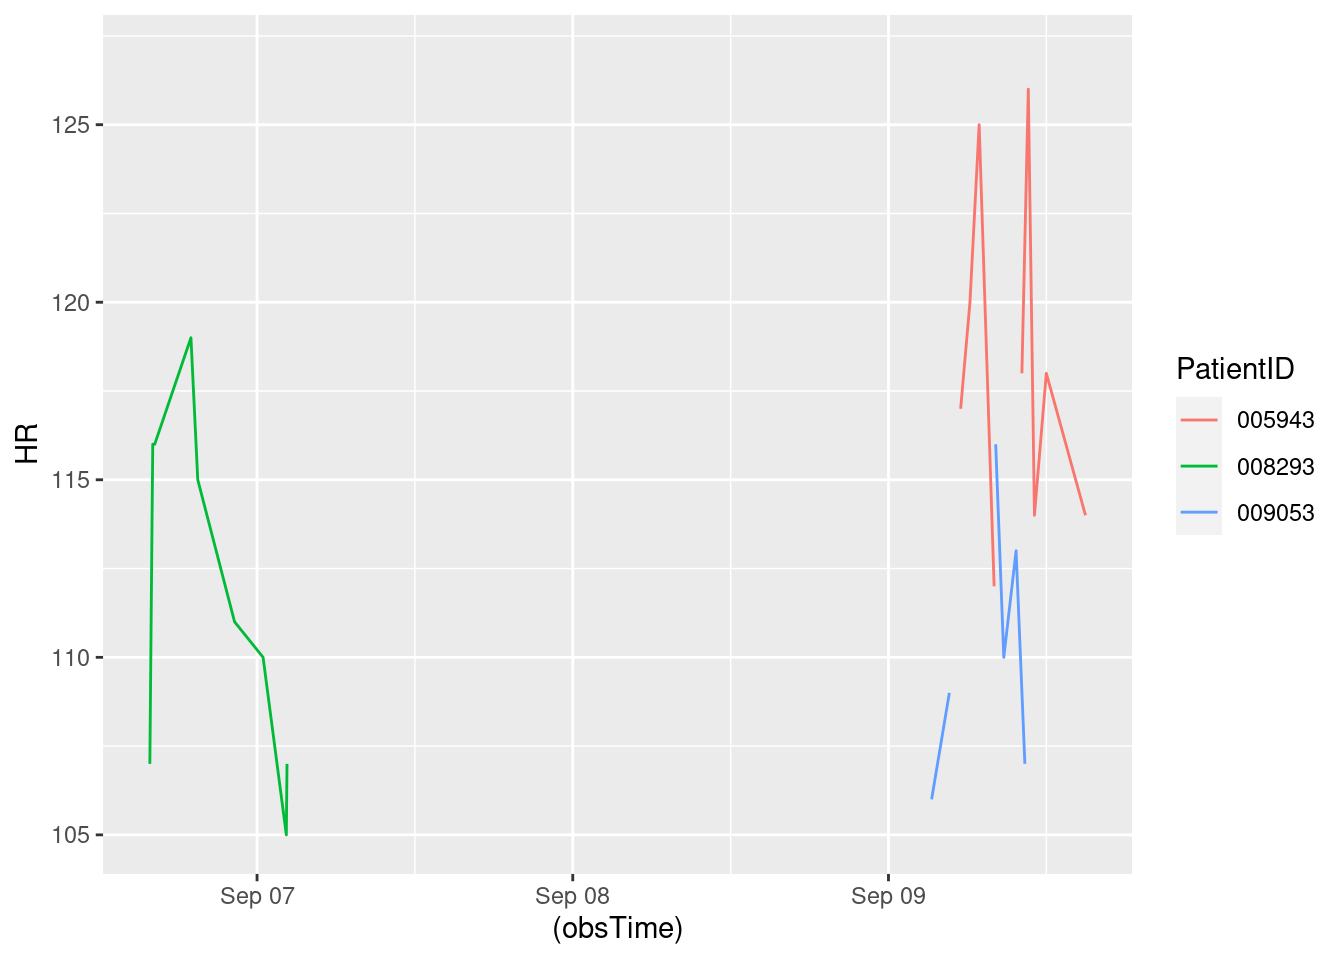 125
120
115
110
105
HR
Sep 07
Sep 08
Sep 09
(obsTime)
PatientID
005943
008293
009053